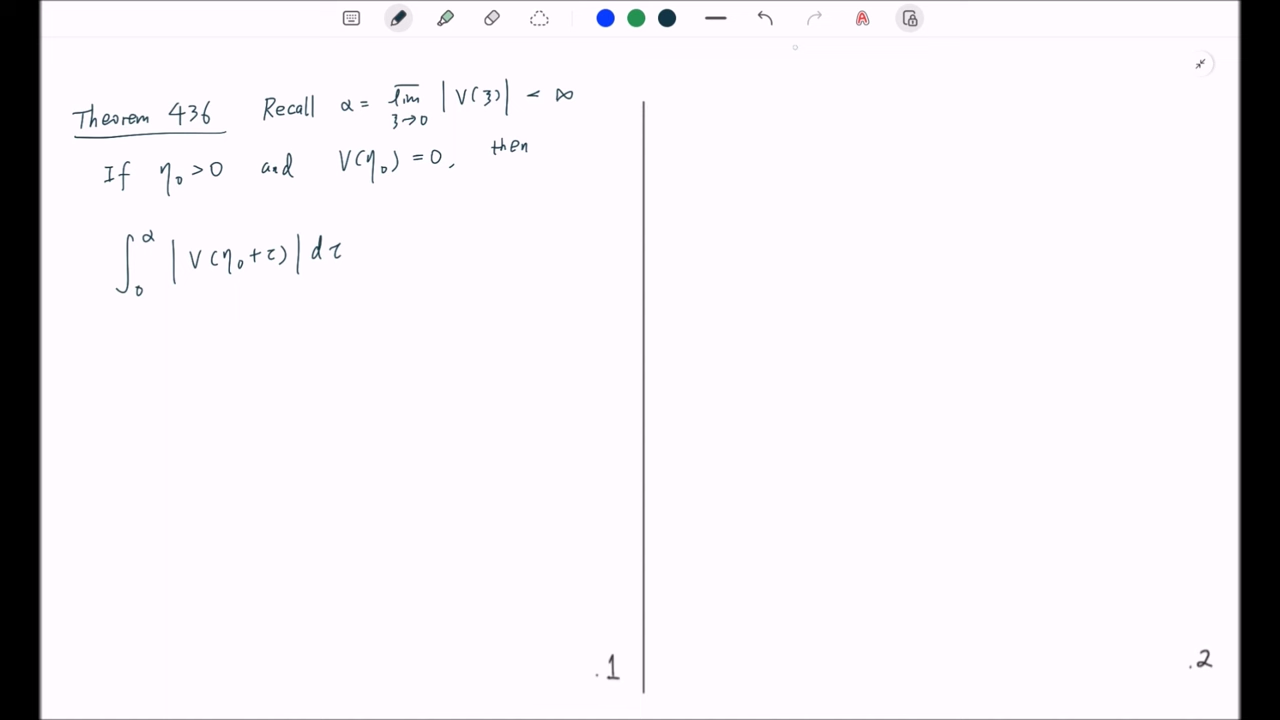 Theorem 436 Recall α = lim̅_{ξ→0} |V(ξ)| < ∞
If η₀ > 0 and V(η₀) = 0, then
∫₀^α |V(η₀+τ)| dτ
.1
.2